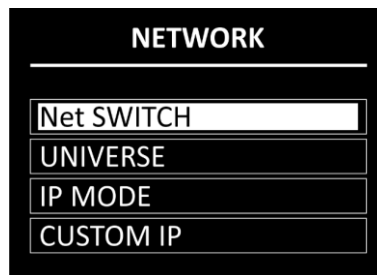 NETWORK
Net SWITCH
UNIVERSE
IP MODE
CUSTOM IP